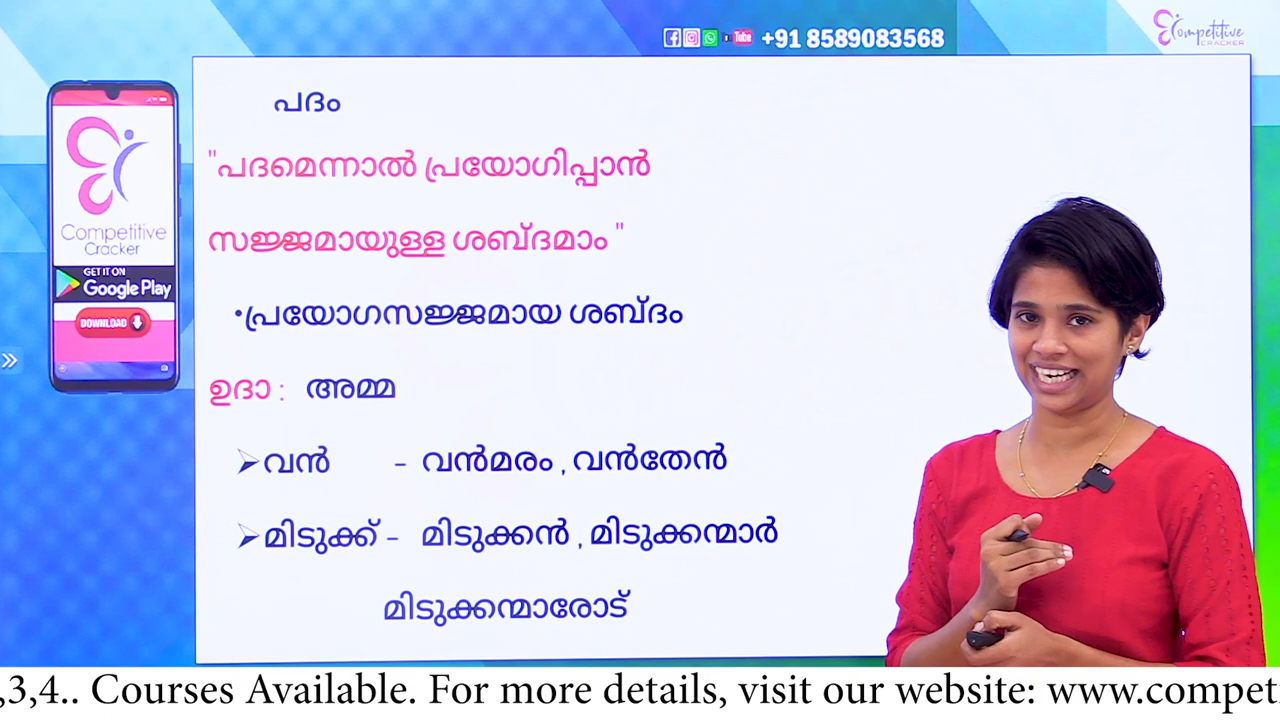 +91 8589083568
Competitive
CRACKER
പദം
"പദമെന്നാൽ പ്രയോഗിപ്പാൻ
സജ്ജമായുള്ള ശബ്ദമാം "
•പ്രയോഗസജ്ജമായ ശബ്ദം
ഉദാ : അമ്മ
➢വൻ - വൻമരം , വൻതേൻ
➢മിടുക്ക് - മിടുക്കൻ , മിടുക്കന്മാർ
മിടുക്കന്മാരോട്
Competitive
Cracker
GET IT ON
Google Play
DOWNLOAD
,3,4.. Courses Available. For more details, visit our website: www.compet